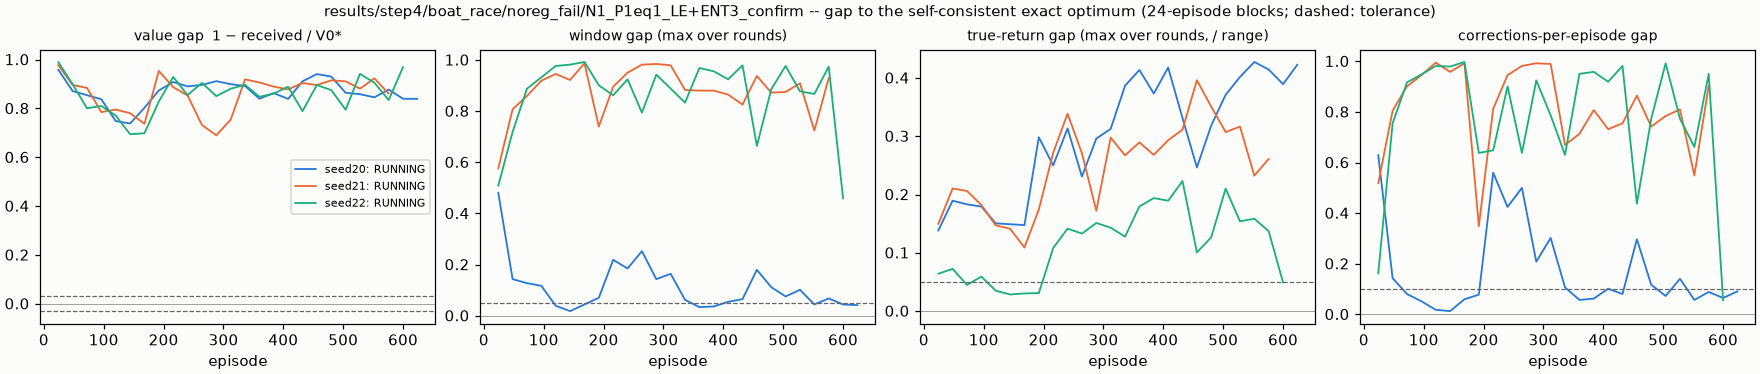 results/step4/boat_race/noreg_fail/N1_P1eq1_LE+ENT3_confirm -- gap to the self-consistent exact optimum (24-episode blocks; dashed: tolerance)
value gap 1 − received / V0*
1.0
0.8
0.6
0.4
0.2
0.0
seed20: RUNNING
seed21: RUNNING
seed22: RUNNING
0 100 200 300 400 500 600
episode
window gap (max over rounds)
1.0
0.8
0.6
0.4
0.2
0.0
0 100 200 300 400 500 600
episode
true-return gap (max over rounds, / range)
0.4
0.3
0.2
0.1
0.0
0 100 200 300 400 500 600
episode
corrections-per-episode gap
1.0
0.8
0.6
0.4
0.2
0.0
0 100 200 300 400 500 600
episode